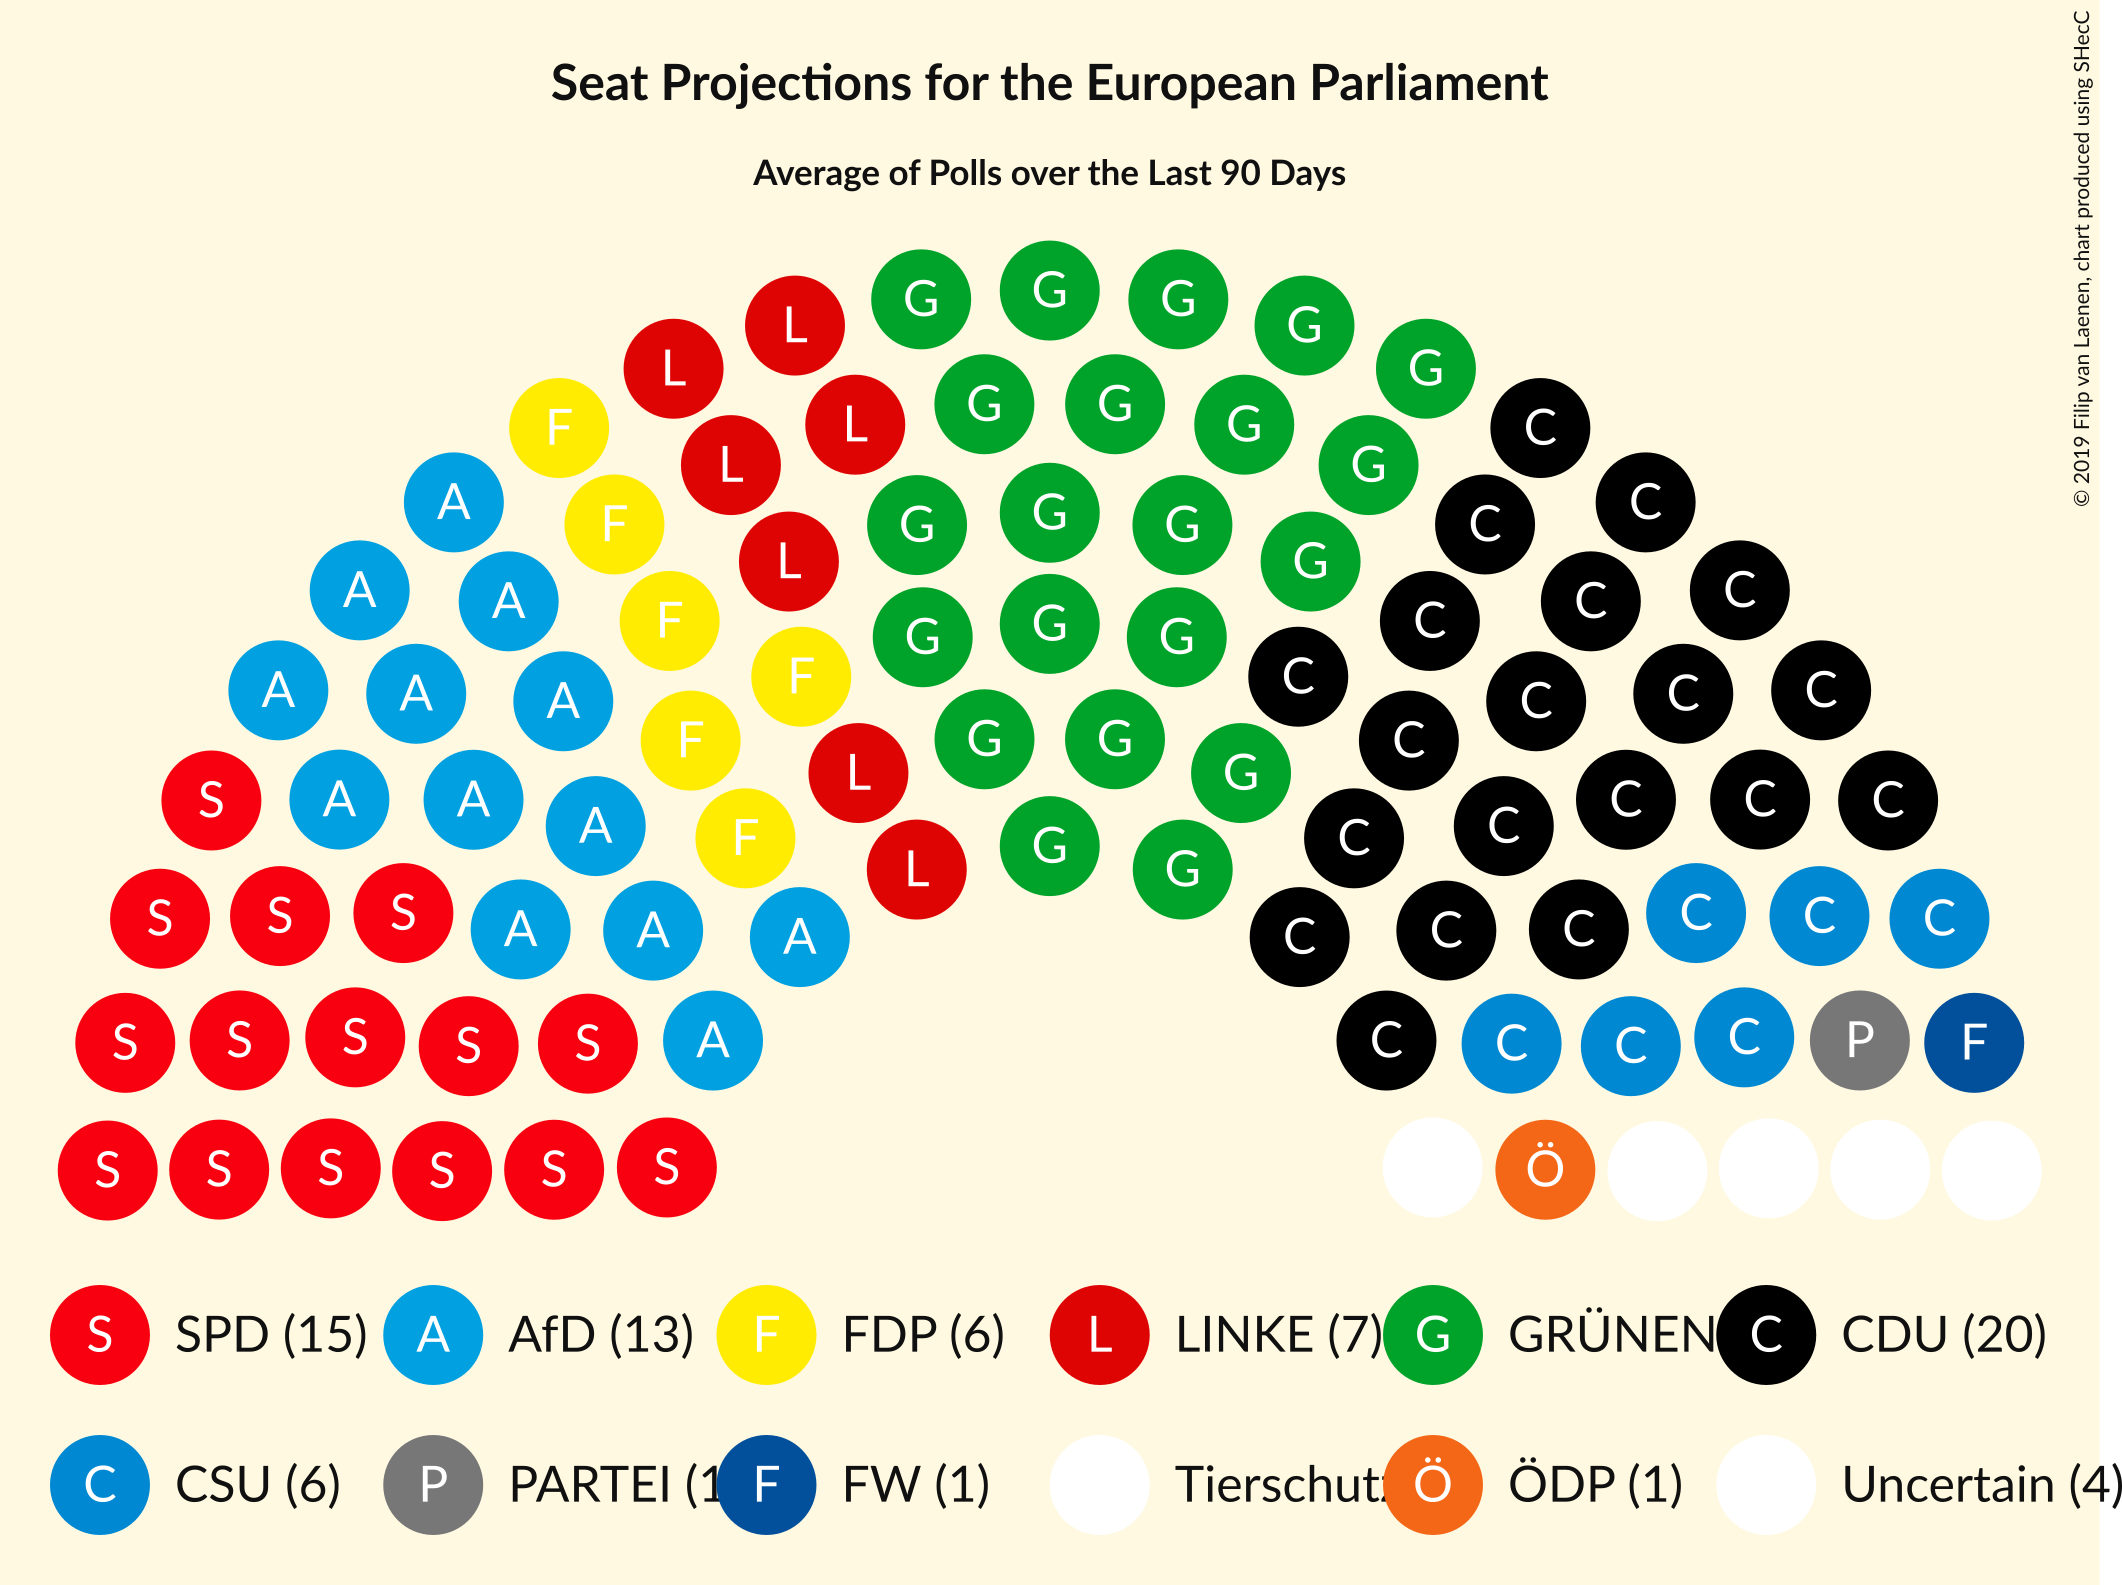 Seat Projections for the European Parliament
Average of Polls over the Last 90 Days
© 2019 Filip van Laenen, chart produced using SHecC
G G G G G
L L
L L G G G G
F C
A F L G G G G C C
A A F L G G G C C C C
A A A F F G G G C C C C C
S A A A F L G G G C C C C C
S S S A A A L G G C C C C C C
S S S S S A C C C C P F
S S S S S S Ö
S SPD (15) A AfD (13) F FDP (6) L LINKE (7) G GRÜNEN C CDU (20)
C CSU (6) P PARTEI (1 F FW (1) Tierschutz Ö ÖDP (1) Uncertain (4)